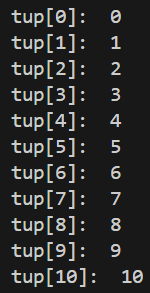 tup[0]:  0
tup[1]:  1
tup[2]:  2
tup[3]:  3
tup[4]:  4
tup[5]:  5
tup[6]:  6
tup[7]:  7
tup[8]:  8
tup[9]:  9
tup[10]:  10